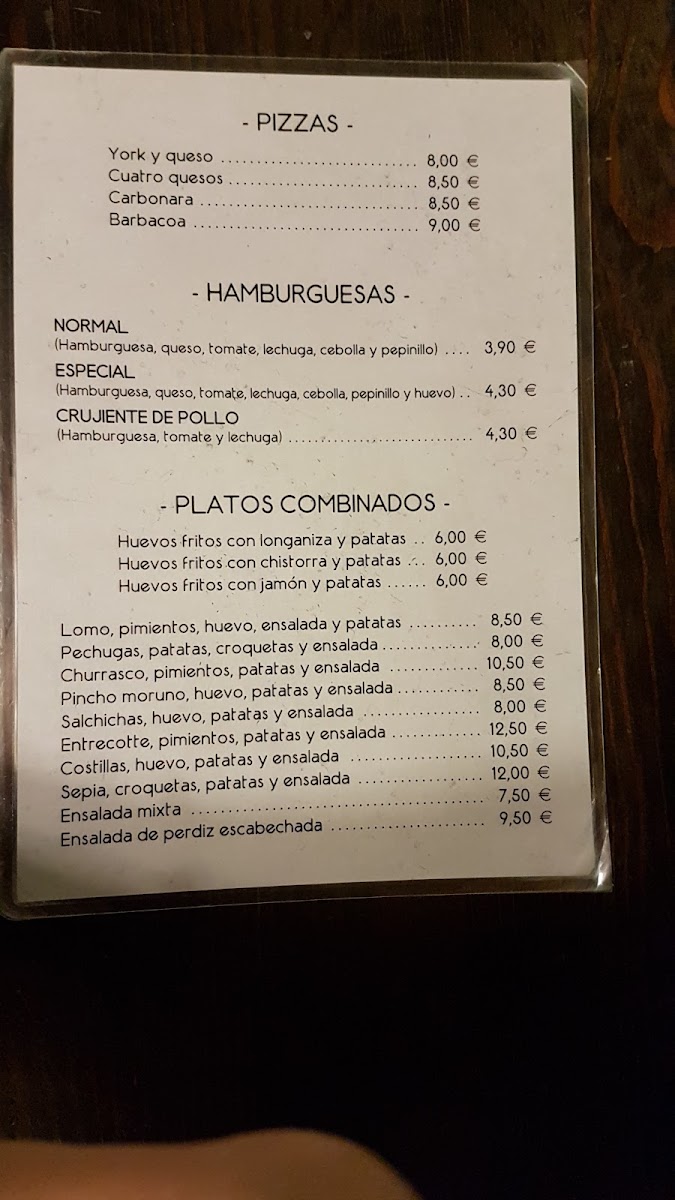 - PIZZAS -
York y queso ............................ 8,00 €
Cuatro quesos ........................... 8,50 €
Carbonara ................................ 8,50 €
Barbacoa ................................. 9,00 €
- HAMBURGUESAS -
NORMAL
(Hamburguesa, queso, tomate, lechuga, cebolla y pepinillo) .... 3,90 €
ESPECIAL
(Hamburguesa, queso, tomate, lechuga, cebolla, pepinillo y huevo) .. 4,30 €
CRUJIENTE DE POLLO
(Hamburguesa, tomate y lechuga) ........................... 4,30 €
- PLATOS COMBINADOS -
Huevos fritos con longaniza y patatas .. 6,00 €
Huevos fritos con chistorra y patatas ... 6,00 €
Huevos fritos con jamón y patatas ...... 6,00 €
Lomo, pimientos, huevo, ensalada y patatas .......... 8,50 €
Pechugas, patatas, croquetas y ensalada .............. 8,00 €
Churrasco, pimientos, patatas y ensalada ............. 10,50 €
Pincho moruno, huevo, patatas y ensalada ............ 8,50 €
Salchichas, huevo, patatas y ensalada ................. 8,00 €
Entrecotte, pimientos, patatas y ensalada ............. 12,50 €
Costillas, huevo, patatas y ensalada ................... 10,50 €
Sepia, croquetas, patatas y ensalada .................. 12,00 €
Ensalada mixta .......................................... 7,50 €
Ensalada de perdiz escabechada ...................... 9,50 €